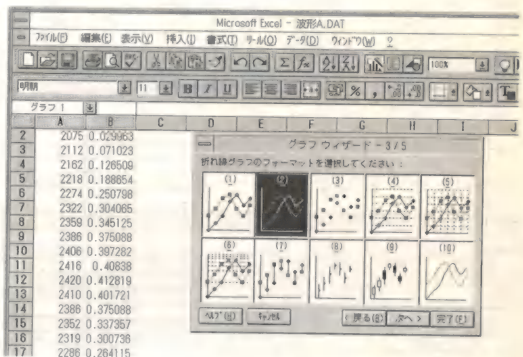 Microsoft Excel - 波形A.DAT
ファイル(F) 編集(E) 表示(V) 挿入(I) 書式(T) ツール(O) データ(D) ウィンドウ(W) ?
100%
明朝 11 B I U % ,
グラフ 1
A B C D E F G H I J
2 2075 0.029963
3 2112 0.071023
4 2162 0.126509
5 2218 0.188854
6 2274 0.250798
7 2322 0.304065
8 2359 0.345125
9 2386 0.375088
10 2406 0.397282
11 2416 0.40838
12 2420 0.412819
13 2410 0.401721
14 2386 0.375088
15 2352 0.337357
16 2319 0.300736
17 2286 0.264115
グラフ ウィザード - 3/5
折れ線グラフのフォーマットを選択してください:
(1) (2) (3) (4) (5)
(6) (7) (8) (9) (10)
ヘルプ(H) キャンセル < 戻る(B) 次へ > 完了(F)